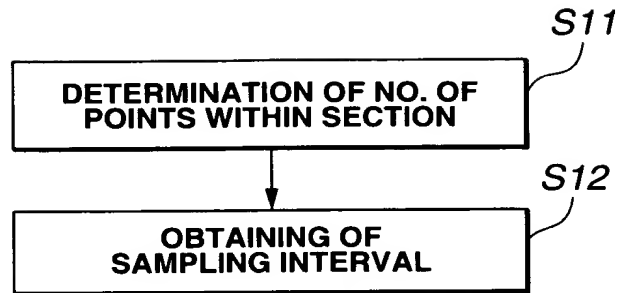 S11
DETERMINATION OF NO. OF
POINTS WITHIN SECTION
S12
OBTAINING OF
SAMPLING INTERVAL